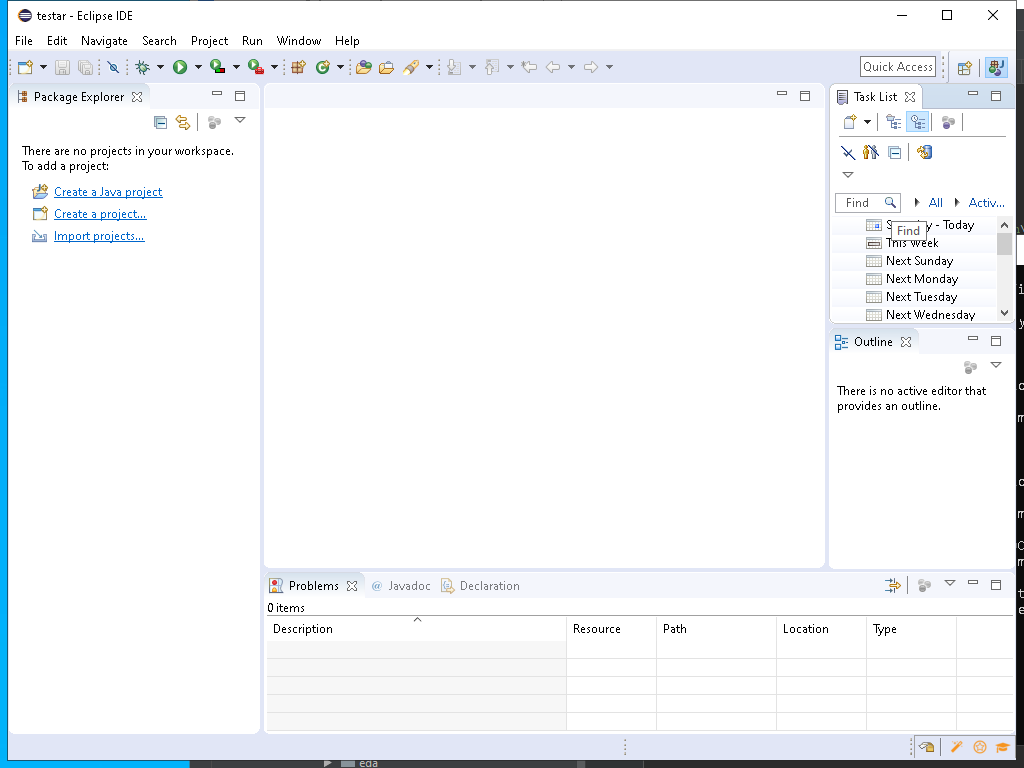 testar - Eclipse IDE
File Edit Navigate Search Project Run Window Help
Quick Access
Package Explorer
There are no projects in your workspace.
To add a project:
Create a Java project
Create a project...
Import projects...
Task List
Find All Activ...
- Today
Find
This Week
Next Sunday
Next Monday
Next Tuesday
Next Wednesday
Outline
There is no active editor that
provides an outline.
Problems @ Javadoc Declaration
0 items
Description Resource Path Location Type
eda